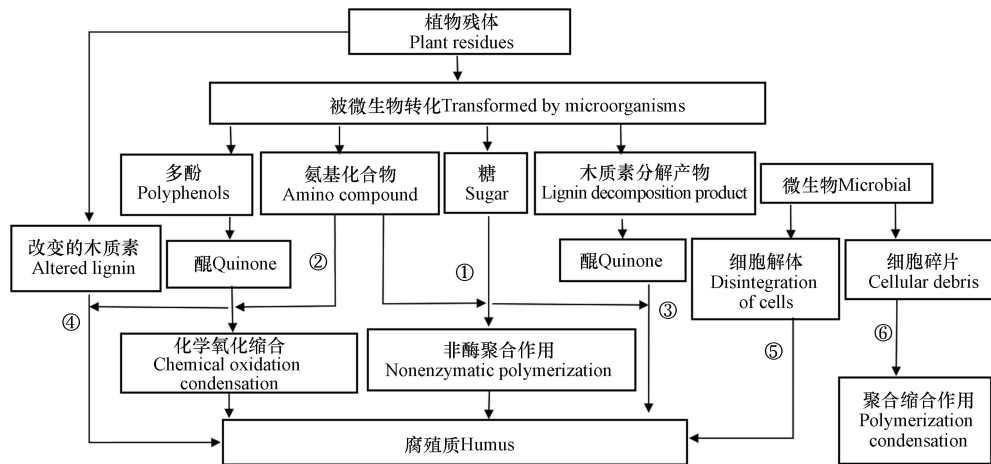 植物残体
Plant residues
被微生物转化Transformed by microorganisms
多酚
Polyphenols
氨基化合物
Amino compound
糖
Sugar
木质素分解产物
Lignin decomposition product
微生物Microbial
改变的木质素
Altered lignin
醌Quinone
②
①
醌Quinone
细胞解体
Disintegration
of cells
细胞碎片
Cellular debris
④
③
⑤
⑥
化学氧化缩合
Chemical oxidation
condensation
非酶聚合作用
Nonenzymatic polymerization
聚合缩合作用
Polymerization
condensation
腐殖质Humus